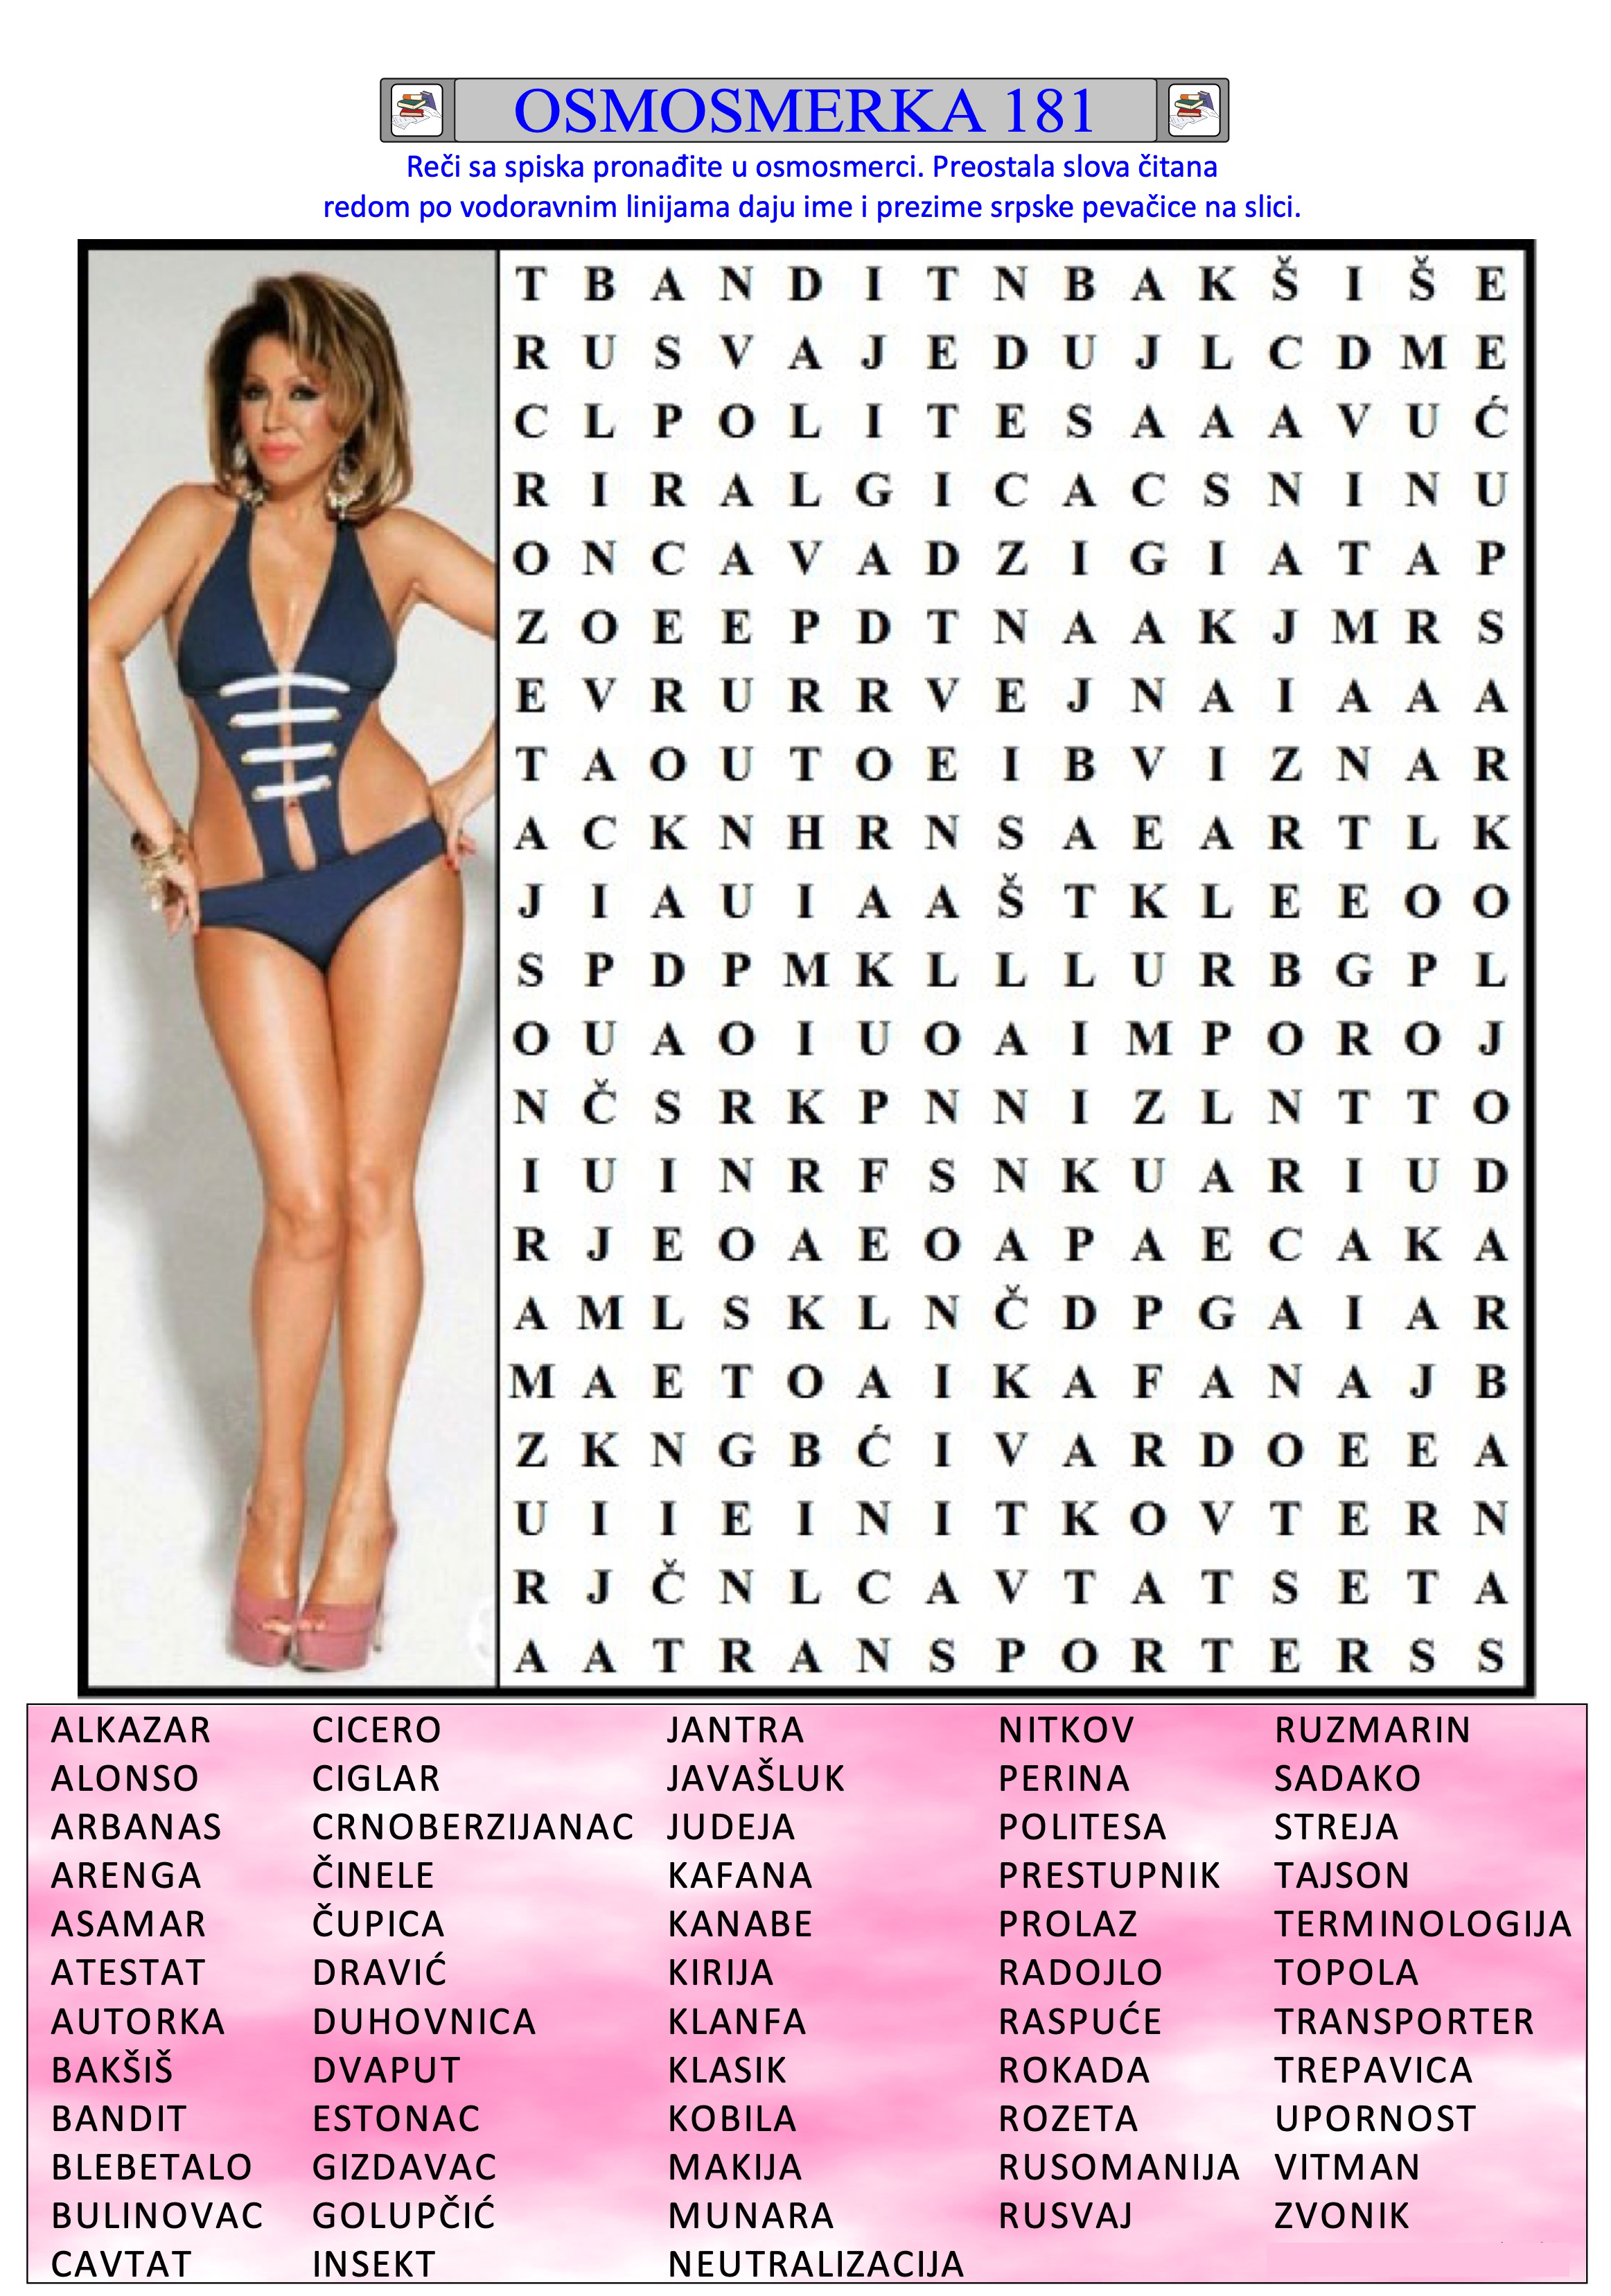 OSMOSMERKA 181
Reči sa spiska pronađite u osmosmerci. Preostala slova čitana
redom po vodoravnim linijama daju ime i prezime srpske pevačice na slici.
T B A N D I T N B A K Š I Š E
R U S V A J E D U J L C D M E
C L P O L I T E S A A A V U Ć
R I R A L G I C A C S N I N U
O N C A V A D Z I G I A T A P
Z O E E P D T N A A K J M R S
E V R U R R V E J N A I A A A
T A O U T O E I B V I Z N A R
A C K N H R N S A E A R T L K
J I A U I A A Š T K L E E O O
S P D P M K L L L U R B G P L
O U A O I U O A I M P O R O J
N Č S R K P N N I Z L N T T O
I U I N R F S N K U A R I U D
R J E O A E O A P A E C A K A
A M L S K L N Č D P G A I A R
M A E T O A I K A F A N A J B
Z K N G B Ć I V A R D O E E A
U I I E I N I T K O V T E R N
R J Č N L C A V T A T S E T A
A A T R A N S P O R T E R S S
ALKAZAR CICERO JANTRA NITKOV RUZMARIN
ALONSO CIGLAR JAVAŠLUK PERINA SADAKO
ARBANAS CRNOBERZIJANAC JUDEJA POLITESA STREJA
ARENGA ČINELE KAFANA PRESTUPNIK TAJSON
ASAMAR ČUPICA KANABE PROLAZ TERMINOLOGIJA
ATESTAT DRAVIĆ KIRIJA RADOJLO TOPOLA
AUTORKA DUHOVNICA KLANFA RASPUĆE TRANSPORTER
BAKŠIŠ DVAPUT KLASIK ROKADA TREPAVICA
BANDIT ESTONAC KOBILA ROZETA UPORNOST
BLEBETALO GIZDAVAC MAKIJA RUSOMANIJA VITMAN
BULINOVAC GOLUPČIĆ MUNARA RUSVAJ ZVONIK
CAVTAT INSEKT NEUTRALIZACIJA